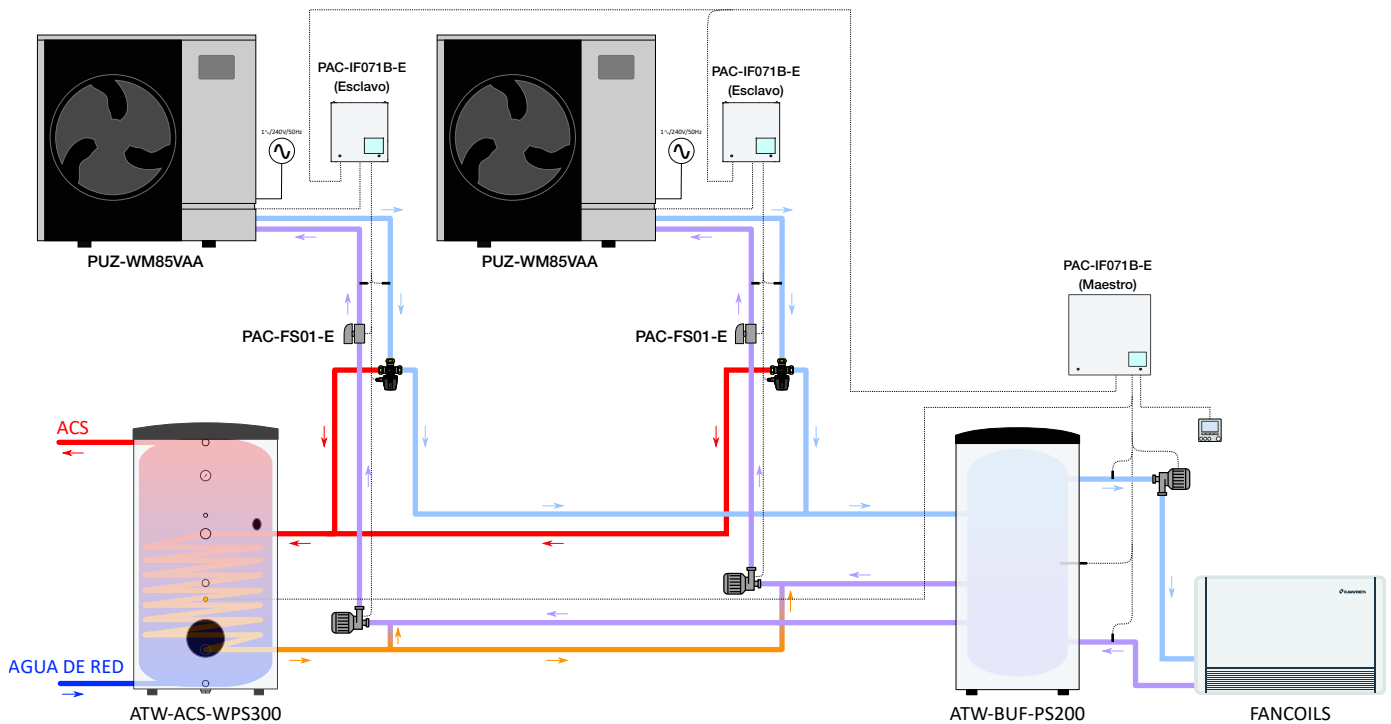 PAC-IF071B-E
(Esclavo)
PAC-IF071B-E
(Esclavo)
1~/240V/50Hz
1~/240V/50Hz
PUZ-WM85VAA
PUZ-WM85VAA
PAC-IF071B-E
(Maestro)
PAC-FS01-E
PAC-FS01-E
ACS
AGUA DE RED
CLIMAVENETA
ATW-ACS-WPS300
ATW-BUF-PS200
FANCOILS